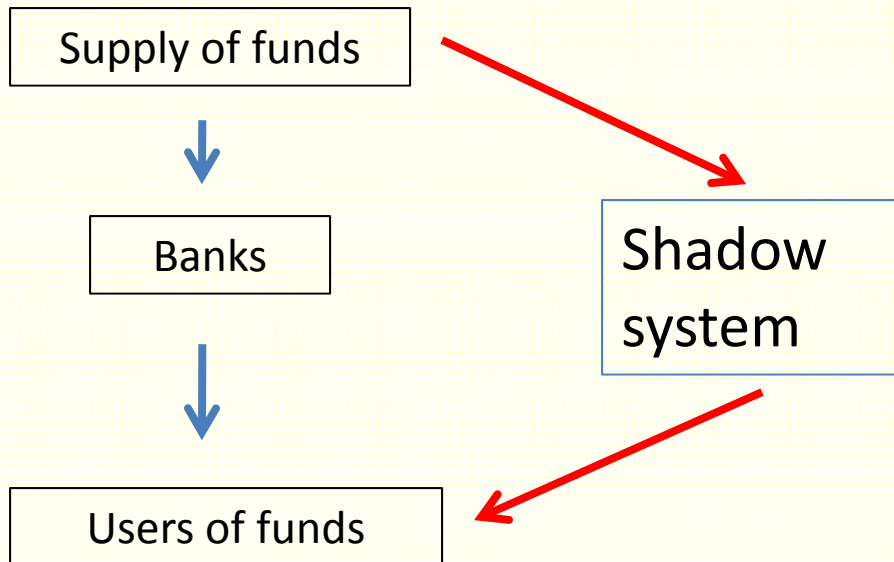 Supply of funds
Banks
Shadow
system
Users of funds